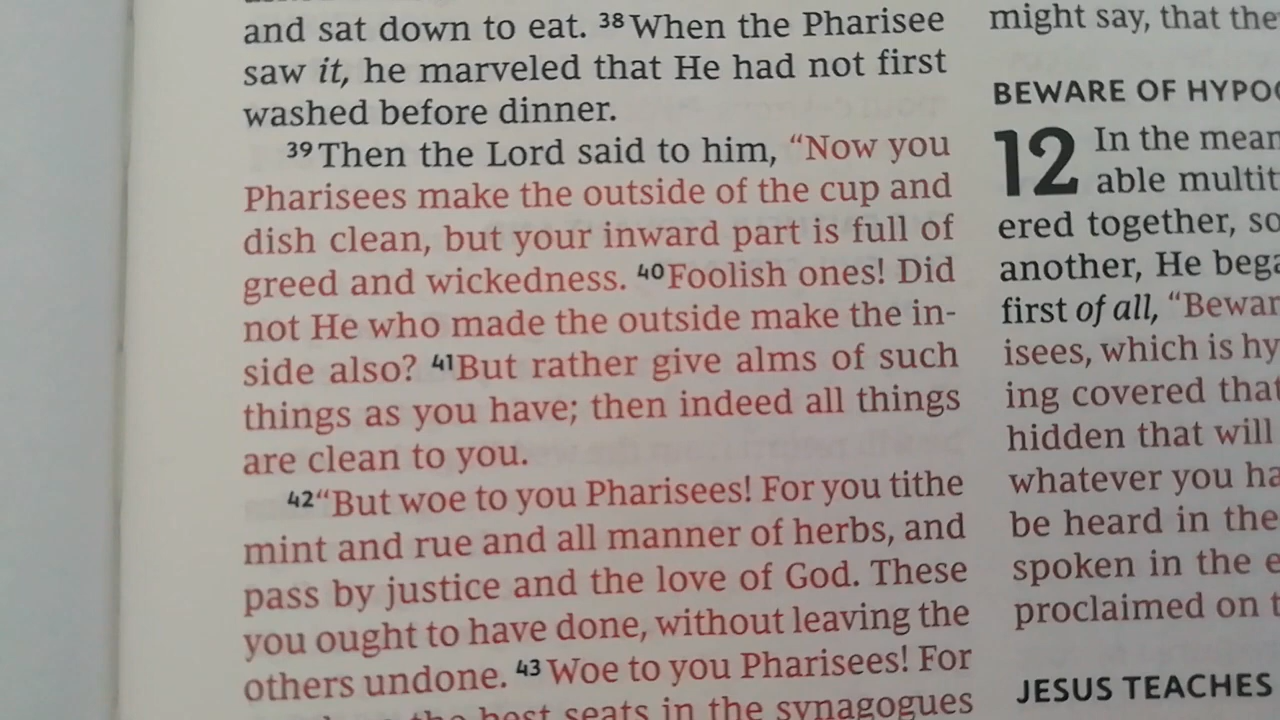 and sat down to eat. 38 When the Pharisee
saw it, he marveled that He had not first
washed before dinner.
39 Then the Lord said to him, “Now you
Pharisees make the outside of the cup and
dish clean, but your inward part is full of
greed and wickedness. 40 Foolish ones! Did
not He who made the outside make the in-
side also? 41 But rather give alms of such
things as you have; then indeed all things
are clean to you.
42 “But woe to you Pharisees! For you tithe
mint and rue and all manner of herbs, and
pass by justice and the love of God. These
you ought to have done, without leaving the
others undone. 43 Woe to you Pharisees! For
the best seats in the synagogues
might say, that the
BEWARE OF
12 In the
able
ered together, so
another, He
first of all,
isees, which is
ing covered that
hidden that will
whatever you
be heard in the
spoken in the
proclaimed on
JESUS TEACHES